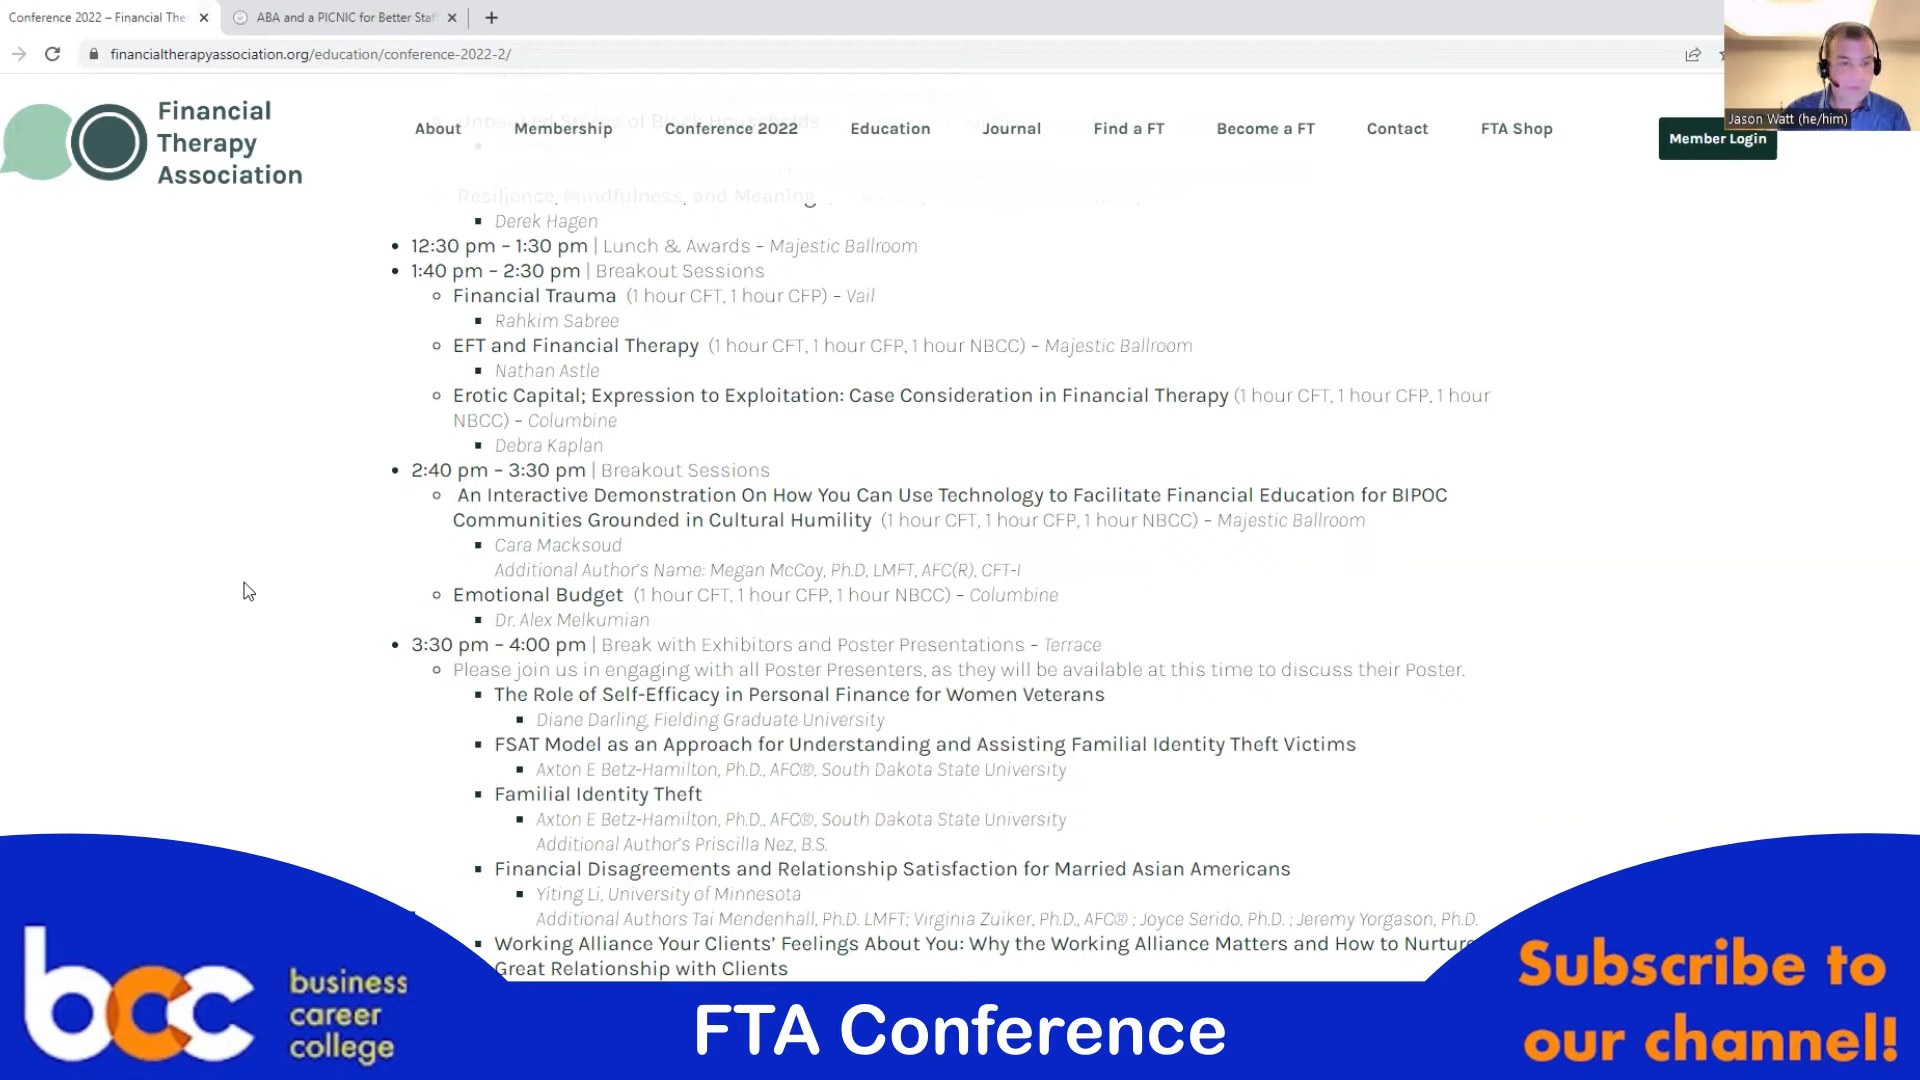 Conference 2022 – Financial The
ABA and a PICNIC for Better Staf
financialtherapyassociation.org/education/conference-2022-2/
Jason Watt (he/him)
Financial
Therapy
Association
About
Membership
Conference 2022
Education
Journal
Find a FT
Become a FT
Contact
FTA Shop
Member Login
of Black Households
Resilience, Mindfulness, and Meaning
Derek Hagen
12:30 pm – 1:30 pm | Lunch & Awards – Majestic Ballroom
1:40 pm – 2:30 pm | Breakout Sessions
Financial Trauma (1 hour CFT, 1 hour CFP) – Vail
Rahkim Sabree
EFT and Financial Therapy (1 hour CFT, 1 hour CFP, 1 hour NBCC) – Majestic Ballroom
Nathan Astle
Erotic Capital; Expression to Exploitation: Case Consideration in Financial Therapy (1 hour CFT, 1 hour CFP, 1 hour
NBCC) – Columbine
Debra Kaplan
2:40 pm – 3:30 pm | Breakout Sessions
An Interactive Demonstration On How You Can Use Technology to Facilitate Financial Education for BIPOC
Communities Grounded in Cultural Humility (1 hour CFT, 1 hour CFP, 1 hour NBCC) – Majestic Ballroom
Cara Macksoud
Additional Author's Name: Megan McCoy, Ph.D, LMFT, AFC(R), CFT-I
Emotional Budget (1 hour CFT, 1 hour CFP, 1 hour NBCC) – Columbine
Dr. Alex Melkumian
3:30 pm – 4:00 pm | Break with Exhibitors and Poster Presentations – Terrace
Please join us in engaging with all Poster Presenters, as they will be available at this time to discuss their Poster.
The Role of Self-Efficacy in Personal Finance for Women Veterans
Diane Darling, Fielding Graduate University
FSAT Model as an Approach for Understanding and Assisting Familial Identity Theft Victims
Axton E Betz-Hamilton, Ph.D., AFC®, South Dakota State University
Familial Identity Theft
Axton E Betz-Hamilton, Ph.D., AFC®, South Dakota State University
Additional Author's Priscilla Nez, B.S.
Financial Disagreements and Relationship Satisfaction for Married Asian Americans
Yiting Li, University of Minnesota
Additional Authors Tai Mendenhall, Ph.D. LMFT; Virginia Zuiker, Ph.D., AFC® ; Joyce Serido, Ph.D. ; Jeremy Yorgason, Ph.D.
Working Alliance Your Clients' Feelings About You: Why the Working Alliance Matters and How to Nurture
Great Relationship with Clients
bcc
business
career
college
FTA Conference
Subscribe to
our channel!